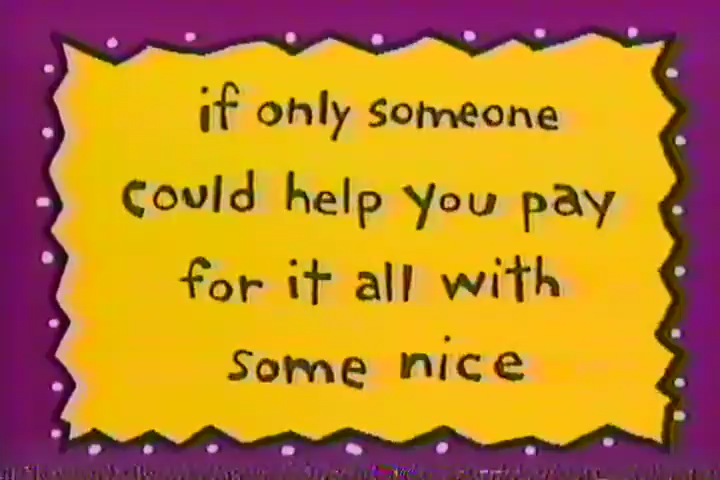 if only someone
could help you pay
for it all with
some nice